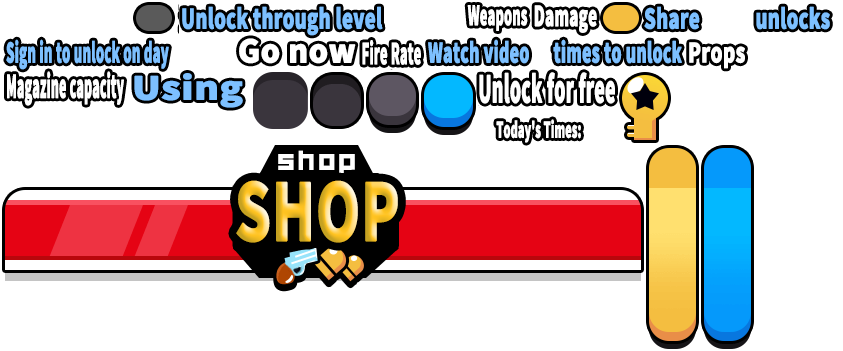 Unlock through level
Weapons Damage
Share
unlocks
Sign in to unlock on day
Go now
Fire Rate
Watch video
times to unlock
Props
Magazine capacity
Using
Unlock for free
Today's Times:
shop
SHOP